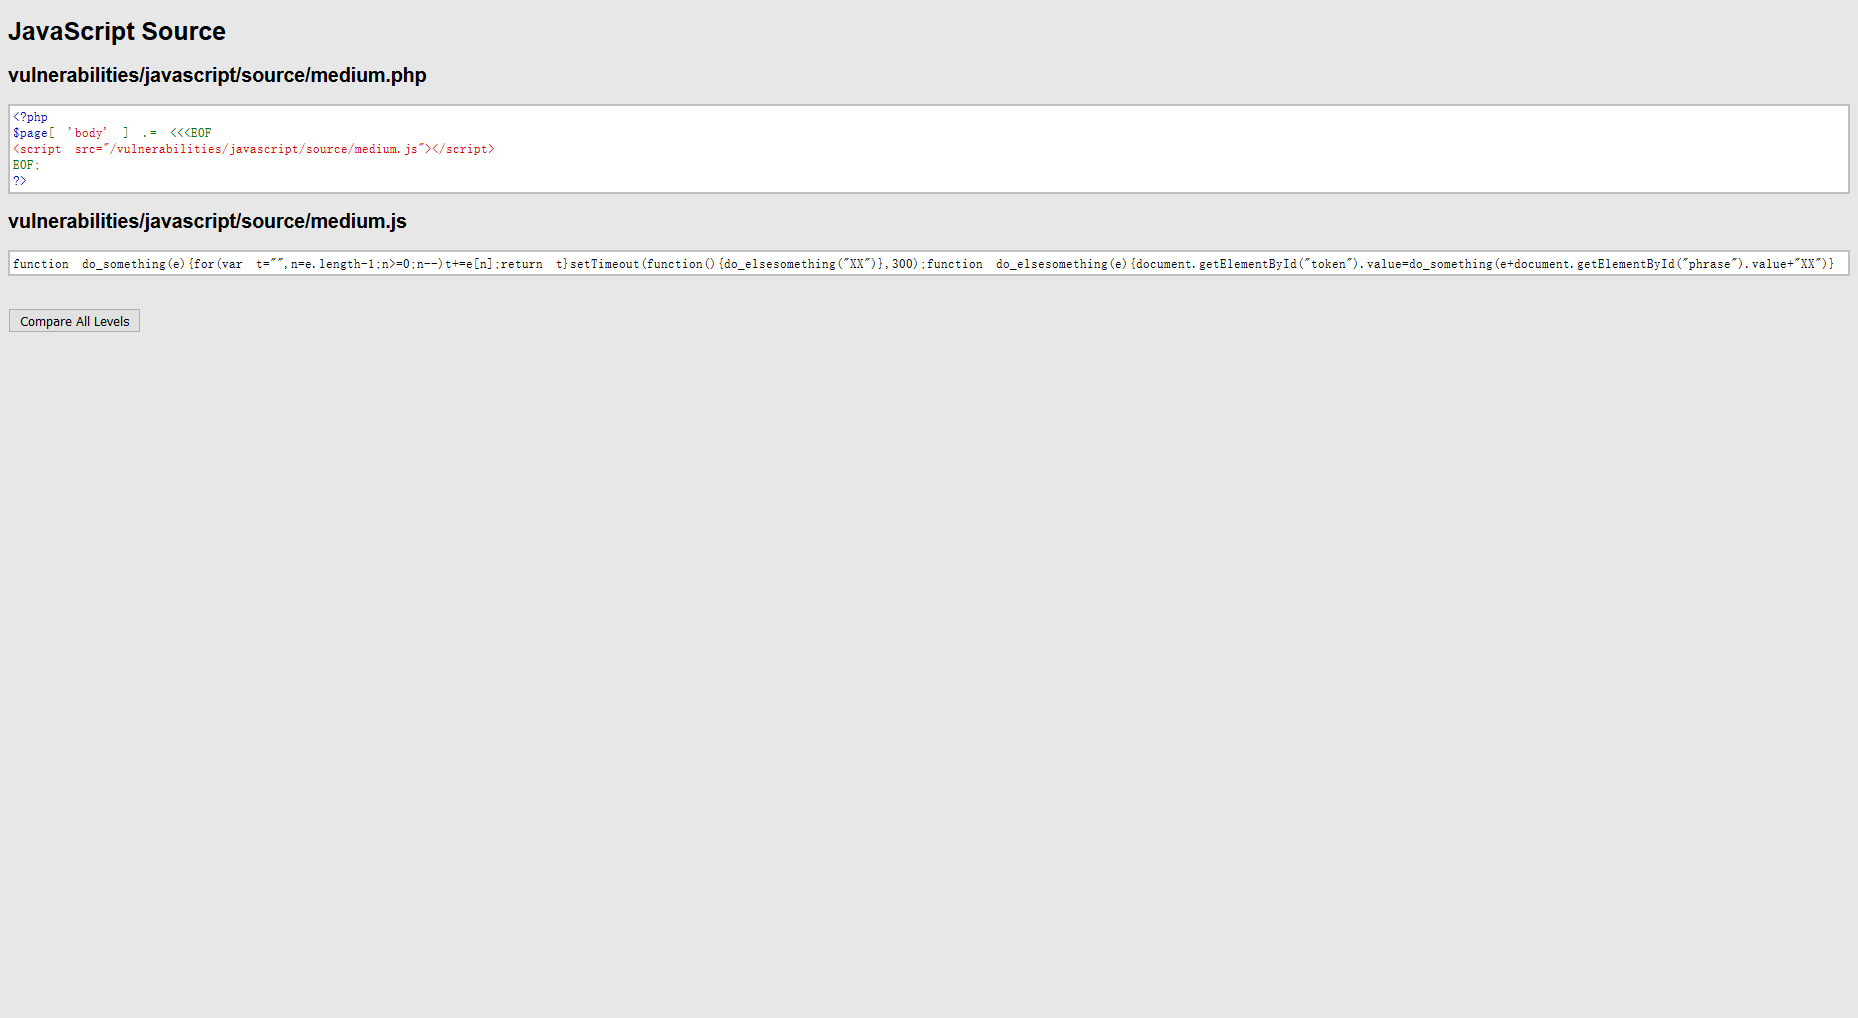 JavaScript Source
vulnerabilities/javascript/source/medium.php
<?php
$page[ 'body' ] .= <<<EOF
<script src="/vulnerabilities/javascript/source/medium.js"></script>
EOF;
?>
vulnerabilities/javascript/source/medium.js
function do_something(e){for(var t="",n=e.length-1;n>=0;n--)t+=e[n];return t}setTimeout(function(){do_elsesomething("XX")},300);function do_elsesomething(e){document.getElementById("token").value=do_something(e+document.getElementById("phrase").value+"XX")}
Compare All Levels